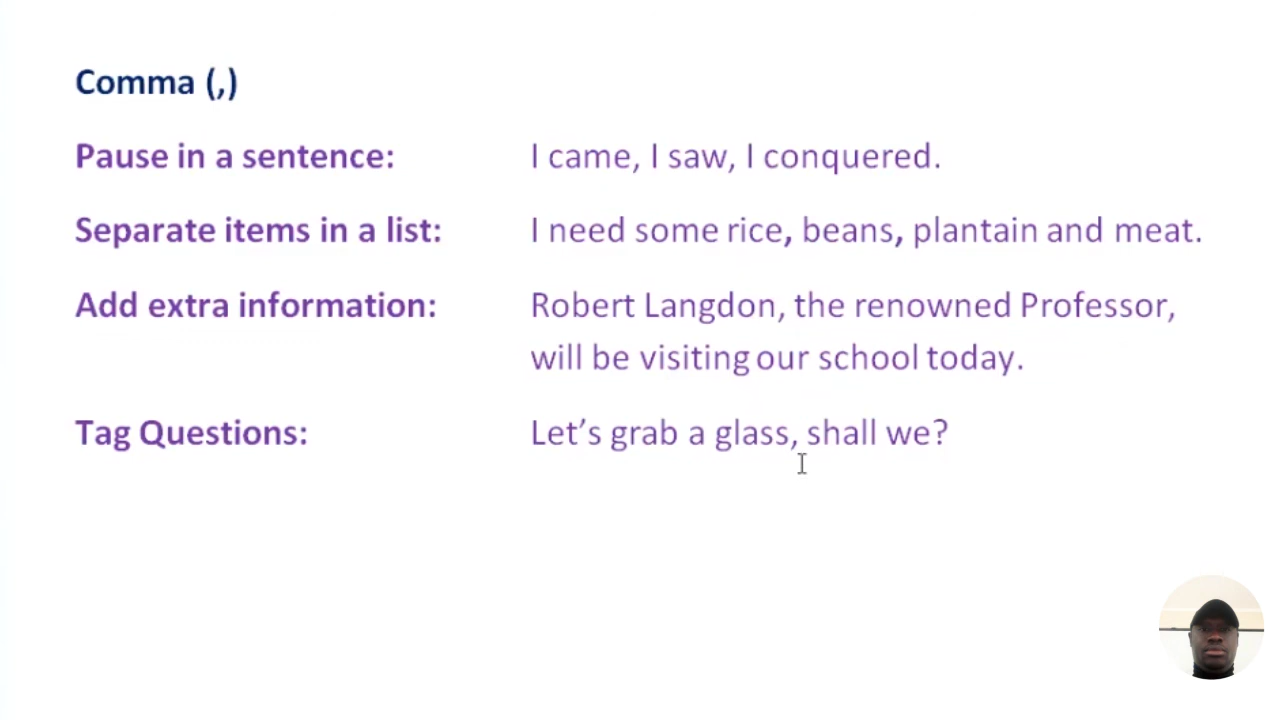 Comma (,)
Pause in a sentence: I came, I saw, I conquered.
Separate items in a list: I need some rice, beans, plantain and meat.
Add extra information: Robert Langdon, the renowned Professor,
will be visiting our school today.
Tag Questions: Let’s grab a glass, shall we?